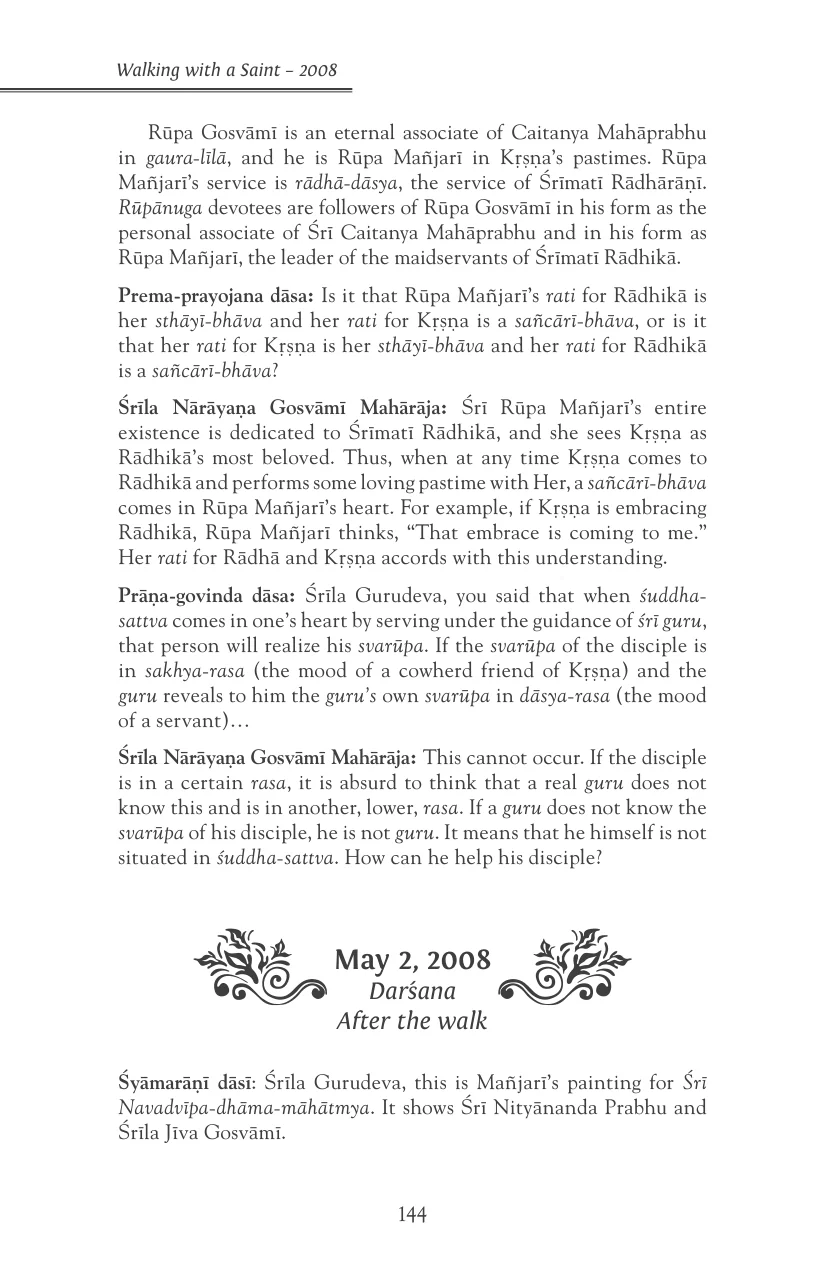 Walking with a Saint – 2008
Rūpa Gosvāmī is an eternal associate of Caitanya Mahāprabhu
in gaura-līlā, and he is Rūpa Mañjarī in Kṛṣṇa’s pastimes. Rūpa
Mañjarī’s service is rādhā-dāsya, the service of Śrīmatī Rādhārāṇī.
Rūpānuga devotees are followers of Rūpa Gosvāmī in his form as the
personal associate of Śrī Caitanya Mahāprabhu and in his form as
Rūpa Mañjarī, the leader of the maidservants of Śrīmatī Rādhikā.
Prema-prayojana dāsa: Is it that Rūpa Mañjarī’s rati for Rādhikā is
her sthāyī-bhāva and her rati for Kṛṣṇa is a sañcārī-bhāva, or is it
that her rati for Kṛṣṇa is her sthāyī-bhāva and her rati for Rādhikā
is a sañcārī-bhāva?
Śrīla Nārāyaṇa Gosvāmī Mahārāja: Śrī Rūpa Mañjarī’s entire
existence is dedicated to Śrīmatī Rādhikā, and she sees Kṛṣṇa as
Rādhikā’s most beloved. Thus, when at any time Kṛṣṇa comes to
Rādhikā and performs some loving pastime with Her, a sañcārī-bhāva
comes in Rūpa Mañjarī’s heart. For example, if Kṛṣṇa is embracing
Rādhikā, Rūpa Mañjarī thinks, “That embrace is coming to me.”
Her rati for Rādhā and Kṛṣṇa accords with this understanding.
Prāṇa-govinda dāsa: Śrīla Gurudeva, you said that when śuddha-
sattva comes in one’s heart by serving under the guidance of śrī guru,
that person will realize his svarūpa. If the svarūpa of the disciple is
in sakhya-rasa (the mood of a cowherd friend of Kṛṣṇa) and the
guru reveals to him the guru’s own svarūpa in dāsya-rasa (the mood
of a servant)…
Śrīla Nārāyaṇa Gosvāmī Mahārāja: This cannot occur. If the disciple
is in a certain rasa, it is absurd to think that a real guru does not
know this and is in another, lower, rasa. If a guru does not know the
svarūpa of his disciple, he is not guru. It means that he himself is not
situated in śuddha-sattva. How can he help his disciple?
May 2, 2008
Darśana
After the walk
Śyāmarāṇī dāsī: Śrīla Gurudeva, this is Mañjarī’s painting for Śrī
Navadvīpa-dhāma-māhātmya. It shows Śrī Nityānanda Prabhu and
Śrīla Jīva Gosvāmī.
144